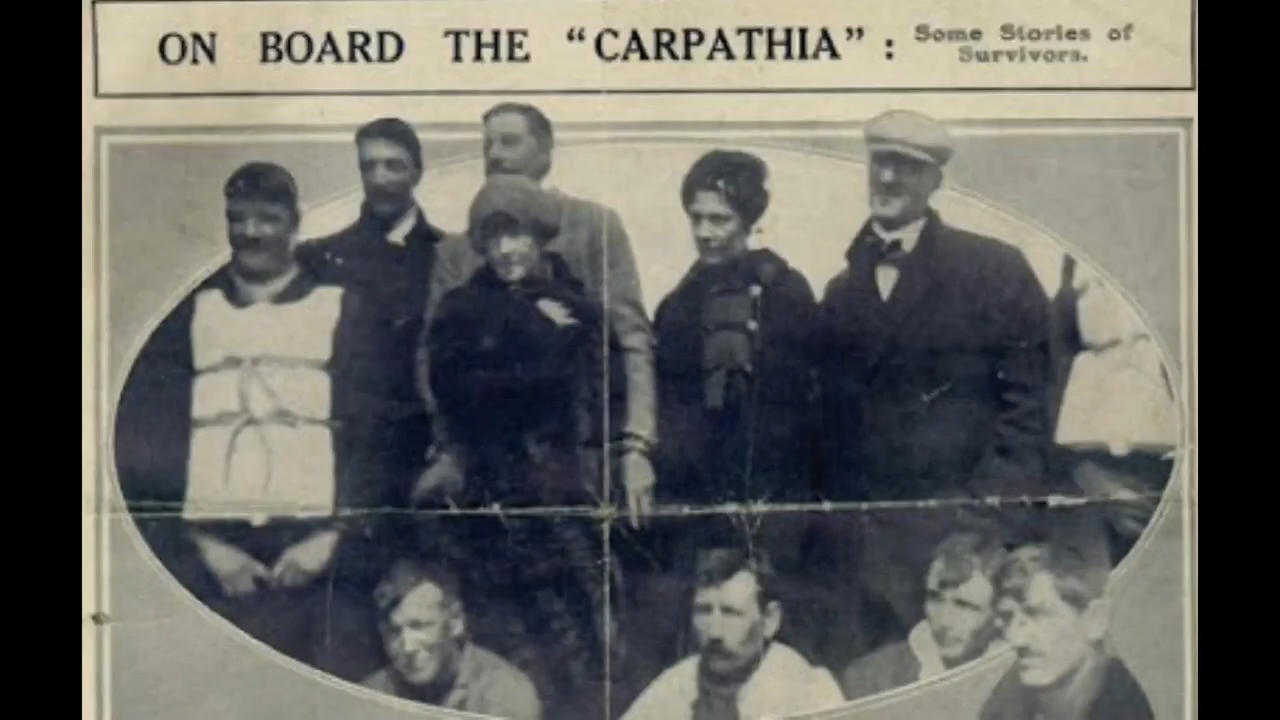 ON BOARD THE “CARPATHIA” :
Some Stories of
Survivors.